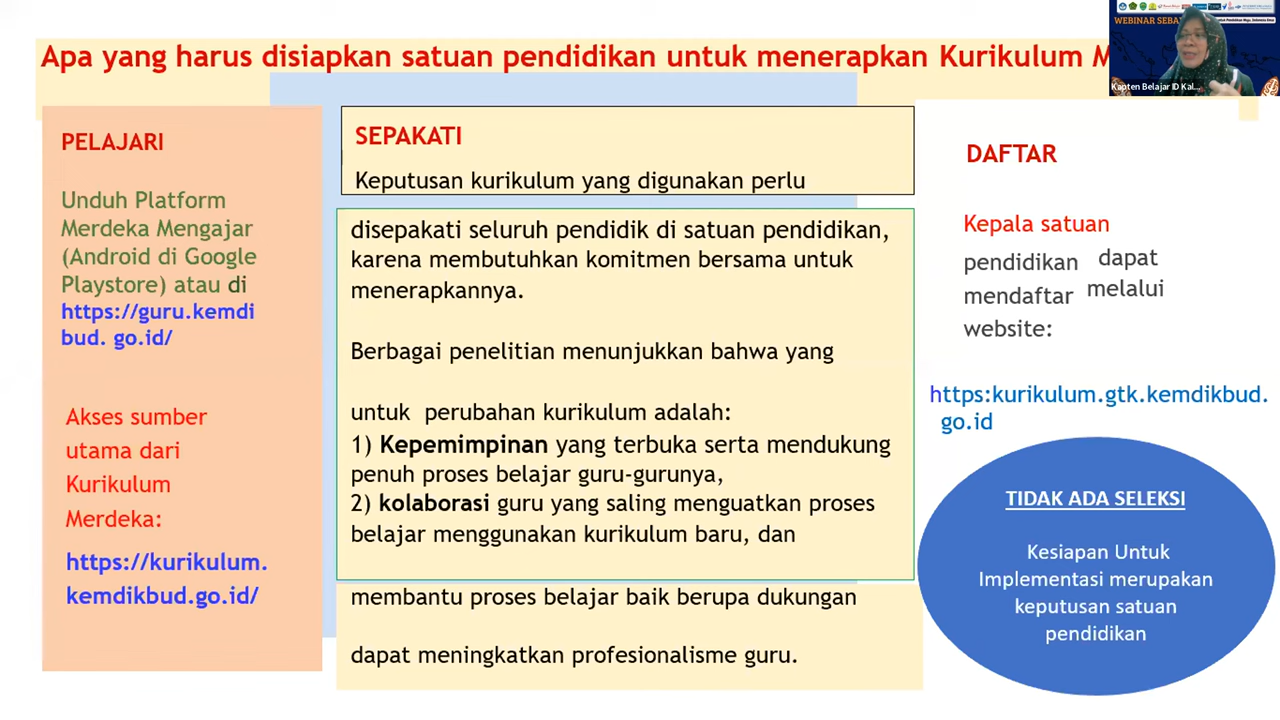 WEBINAR SEBA
Apa yang harus disiapkan satuan pendidikan untuk menerapkan Kurikulum M
Kapten Belajar ID Kal...
PELAJARI
Unduh Platform
Merdeka Mengajar
(Android di Google
Playstore) atau di
https://guru.kemdi
bud. go.id/
Akses sumber
utama dari
Kurikulum
Merdeka:
https://kurikulum.
kemdikbud.go.id/
SEPAKATI
Keputusan kurikulum yang digunakan perlu
disepakati seluruh pendidik di satuan pendidikan,
karena membutuhkan komitmen bersama untuk
menerapkannya.
Berbagai penelitian menunjukkan bahwa yang
untuk perubahan kurikulum adalah:
1) Kepemimpinan yang terbuka serta mendukung
penuh proses belajar guru-gurunya,
2) kolaborasi guru yang saling menguatkan proses
belajar menggunakan kurikulum baru, dan
membantu proses belajar baik berupa dukungan
dapat meningkatkan profesionalisme guru.
DAFTAR
Kepala satuan
pendidikan dapat
mendaftar melalui
website:
https:kurikulum.gtk.kemdikbud.
go.id
TIDAK ADA SELEKSI
Kesiapan Untuk
Implementasi merupakan
keputusan satuan
pendidikan